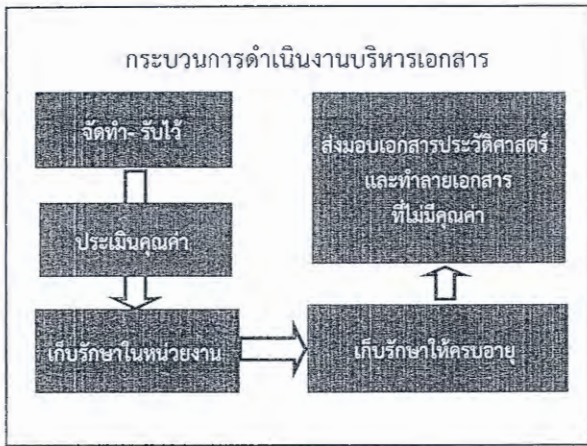 กระบวนการดำเนินงานบริหารเอกสาร
จัดทำ- รับไว้
ประเมินคุณค่า
เก็บรักษาในหน่วยงาน
เก็บรักษาให้ครบอายุ
ส่งมอบเอกสารประวัติศาสตร์
และทำลายเอกสาร
ที่ไม่มีคุณค่า